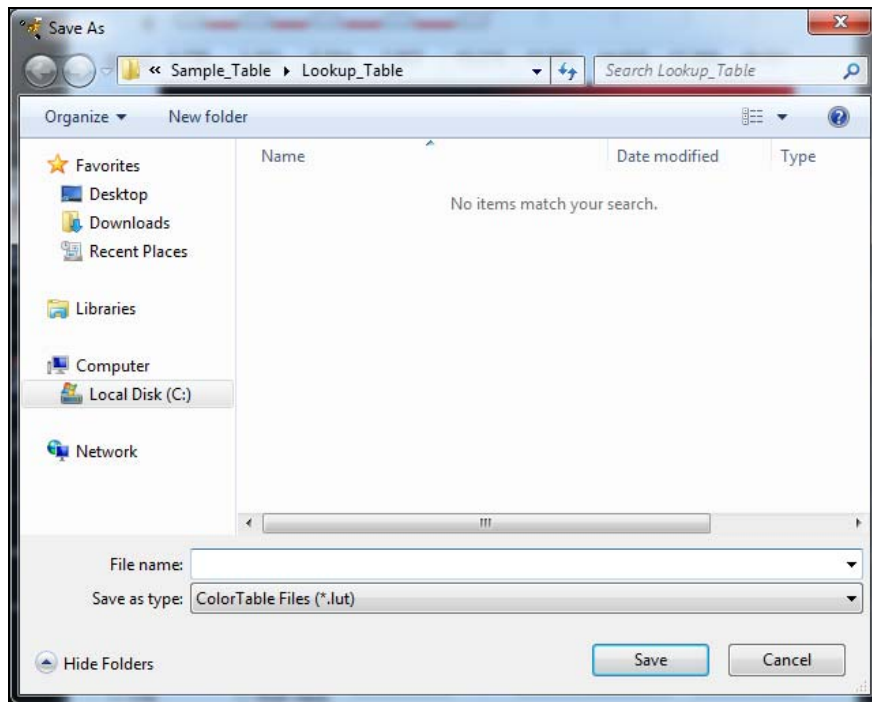 Save As
« Sample_Table ▸ Lookup_Table
Search Lookup_Table
Organize
New folder
Name
Date modified
Type
Favorites
Desktop
Downloads
Recent Places
Libraries
Computer
Local Disk (C:)
Network
No items match your search.
File name:
Save as type: ColorTable Files (*.lut)
Hide Folders
Save
Cancel